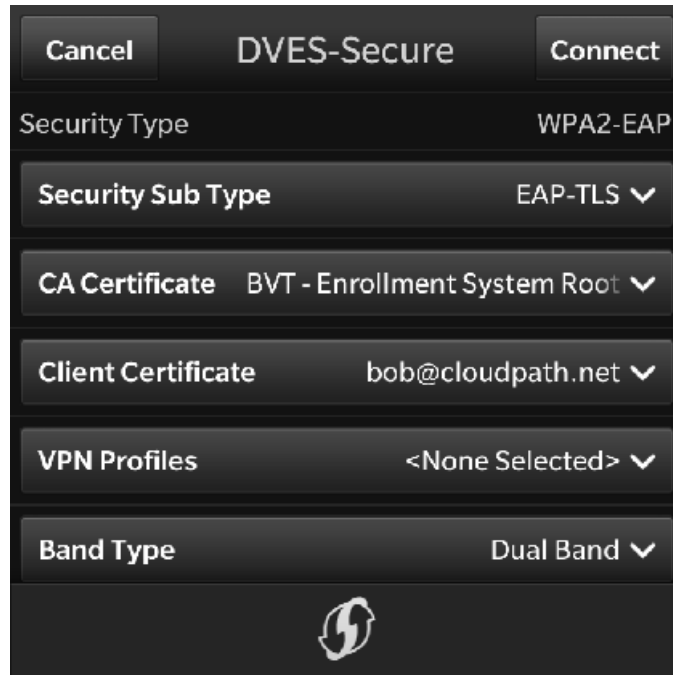 Cancel DVES-Secure Connect
Security Type WPA2-EAP
Security Sub Type EAP-TLS
CA Certificate BVT - Enrollment System Root
Client Certificate bob@cloudpath.net
VPN Profiles <None Selected>
Band Type Dual Band